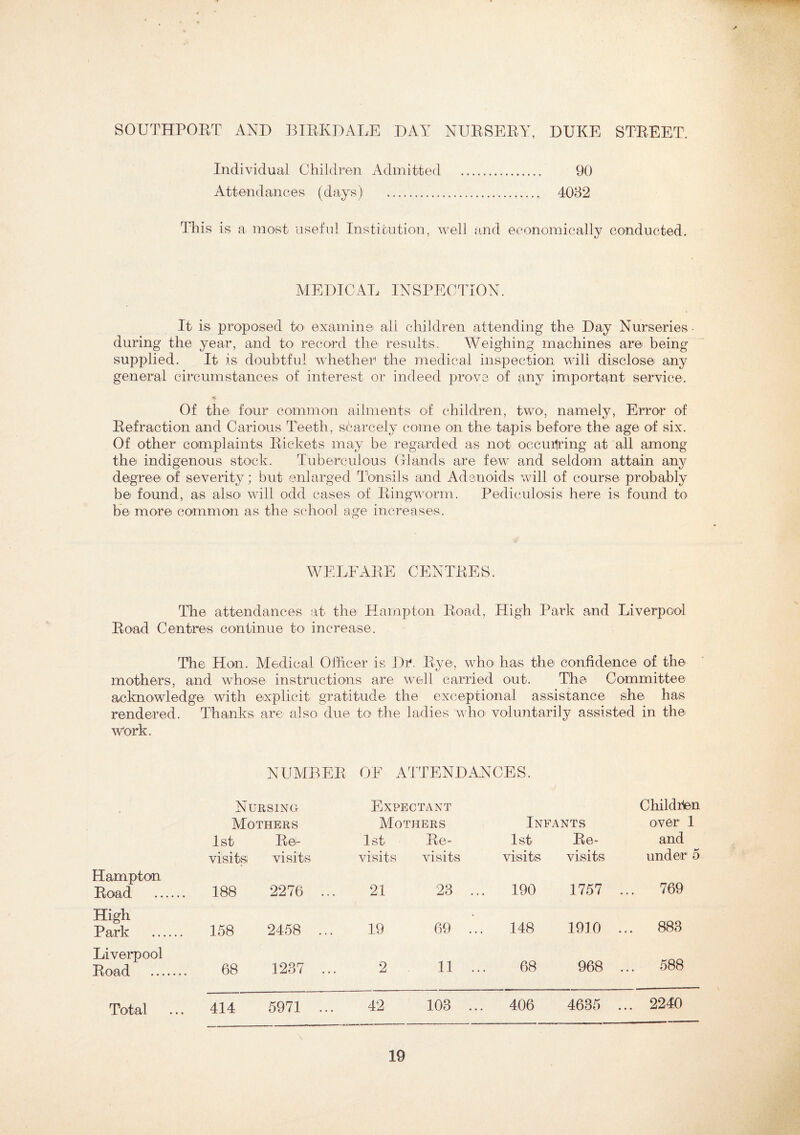 SOUTHPORT AND BIRKDALE DAY NURSERY, DUKE STREET.
Individual Children Admitted ................ 90
Attendances (days) ................................ 4032
This is a most useful Institution, well and economically conducted.
MEDICAL INSPECTION.
It is proposed to examine all children attending the Day Nurseries
during the year, and to record the results. Weighing machines are being
supplied. It is doubtful whether the medical inspection will disclose any
general circumstances of interest or indeed prove of any important service.
Of the four common ailments of children, two, namely, Error of
Refraction and Carious Teeth, scarcely come on the tapis before the age of six.
Of other complaints Rickets may be regarded as not occurring at all among
the indigenous stock. Tuberculous Glands are few and seldom attain any
degree of severity; but enlarged Tonsils and Adenoids will of course probably
be found, as also will odd cases of Ringworm. Pediculosis here is found to
be more common as the school age increases.
WELFARE CENTRES.
The attendances at the Hampton Road, High Park and Liverpool
Road Centres continue to increase.
The Hon. Medical Officer is Dr. Rye, who has the confidence of the
mothers, and whose instructions are well carried out. The Committee
acknowledge with explicit gratitude the exceptional assistance she has
rendered. Thanks are also due to the ladies who voluntarily assisted in the
work.
NUMBER OF ATTENDANCES.
Nursing Expectant Children
Mothers Mothers Infants over 1
1st Re- 1st Re- 1st Re- and
visits visits visits visits visits visits under 5
Hampton
Road ...... 188 2276 ... 21 23 ... 190 1757 ... 769
High
Park ...... 158 2458 ... 19 69 ... 148 1910 ... 883
Liverpool
Road ....... 68 1237 ... 2 11 ... 68 968 ... 588
Total ... 414 5971 ... 42 103 ... 406 4635 ... 2240
19